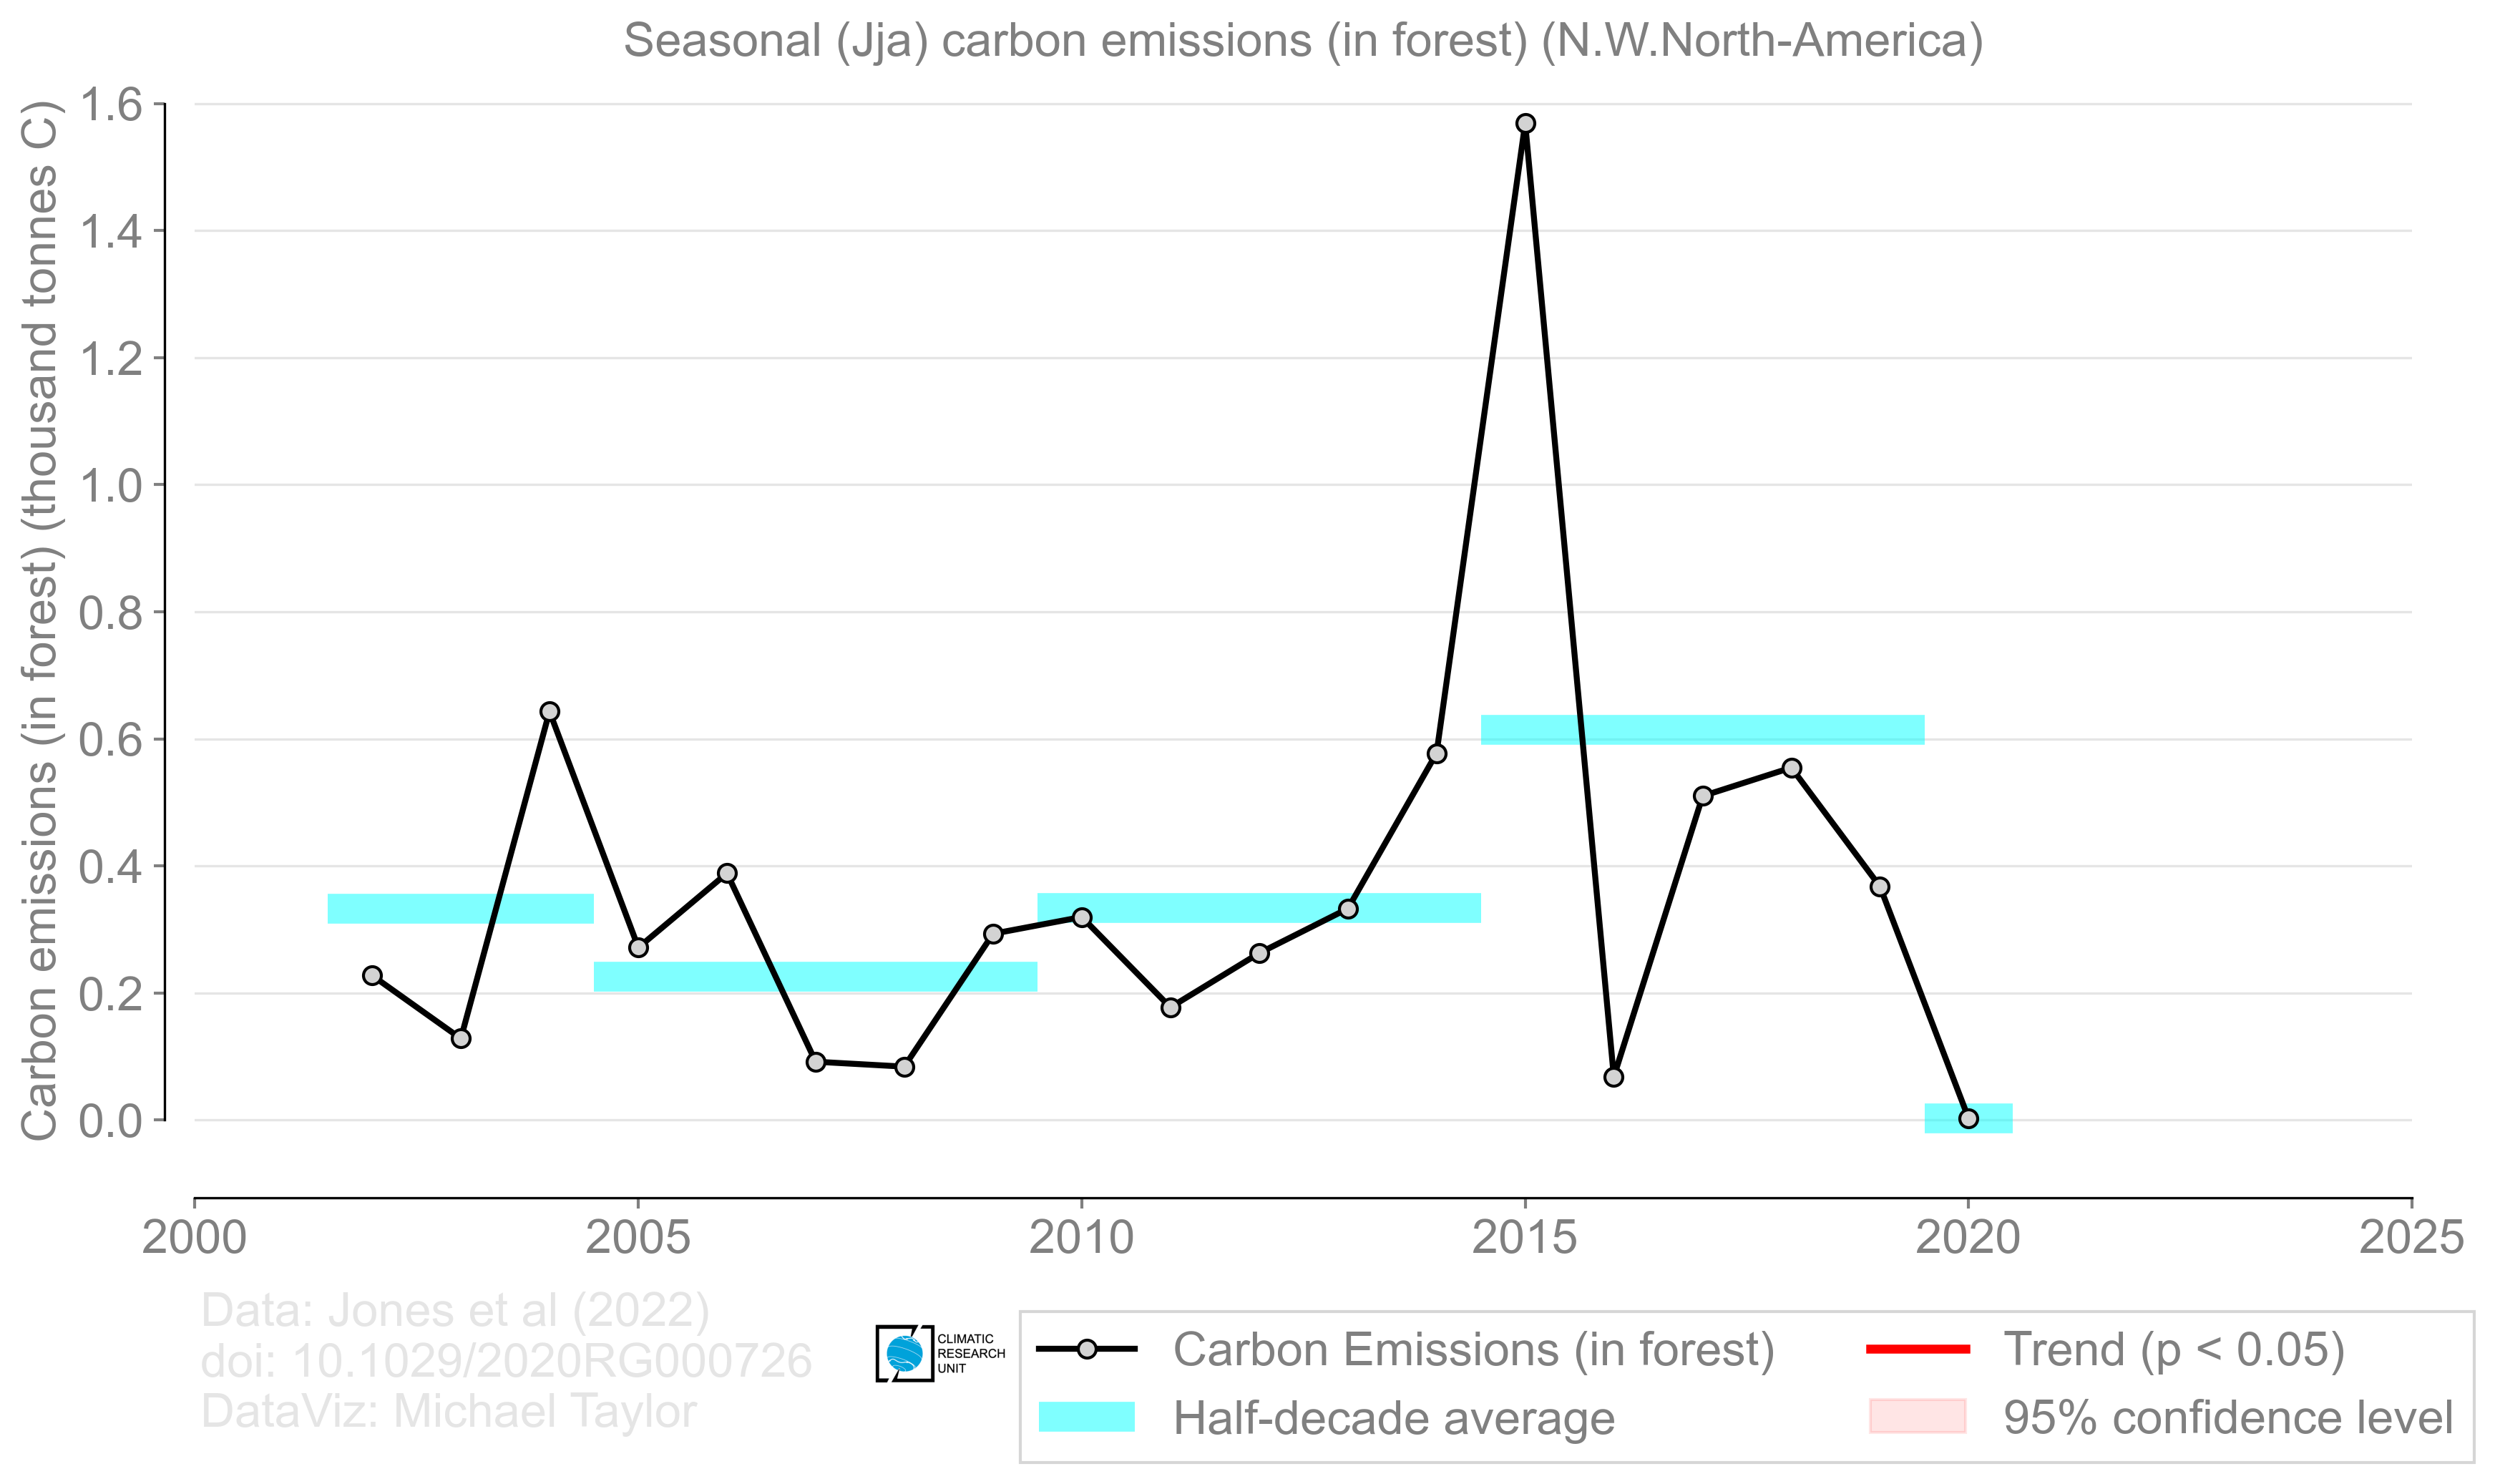 Seasonal (Jja) carbon emissions (in forest) (N.W.North-America)
Carbon emissions (in forest) (thousand tonnes C)
1.6
1.4
1.2
1.0
0.8
0.6
0.4
0.2
0.0
2000 2005 2010 2015 2020 2025
Data: Jones et al (2022)
doi: 10.1029/2020RG000726
DataViz: Michael Taylor
CLIMATIC
RESEARCH
UNIT
Carbon Emissions (in forest)
Half-decade average
Trend (p < 0.05)
95% confidence level